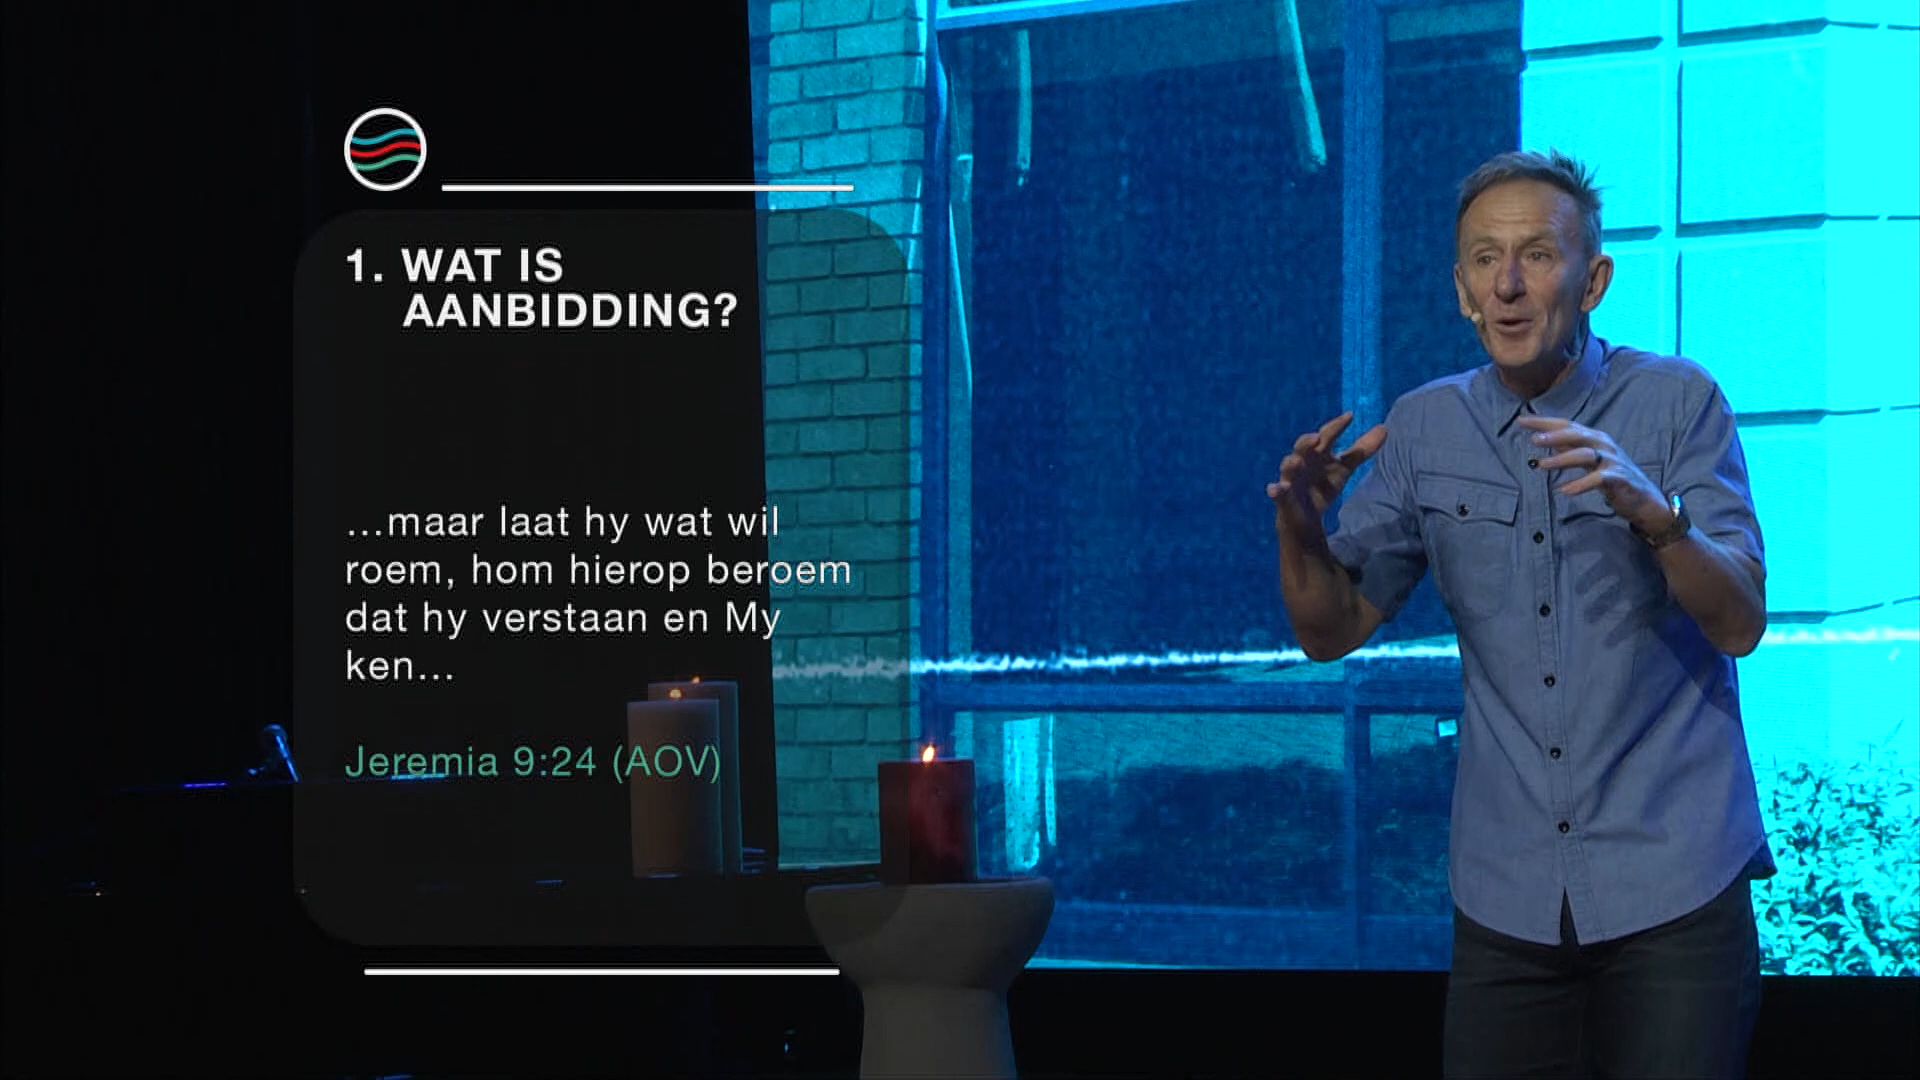 1. WAT IS
AANBIDDING?
...maar laat hy wat wil
roem, hom hierop beroem
dat hy verstaan en My
ken...
Jeremia 9:24 (AOV)